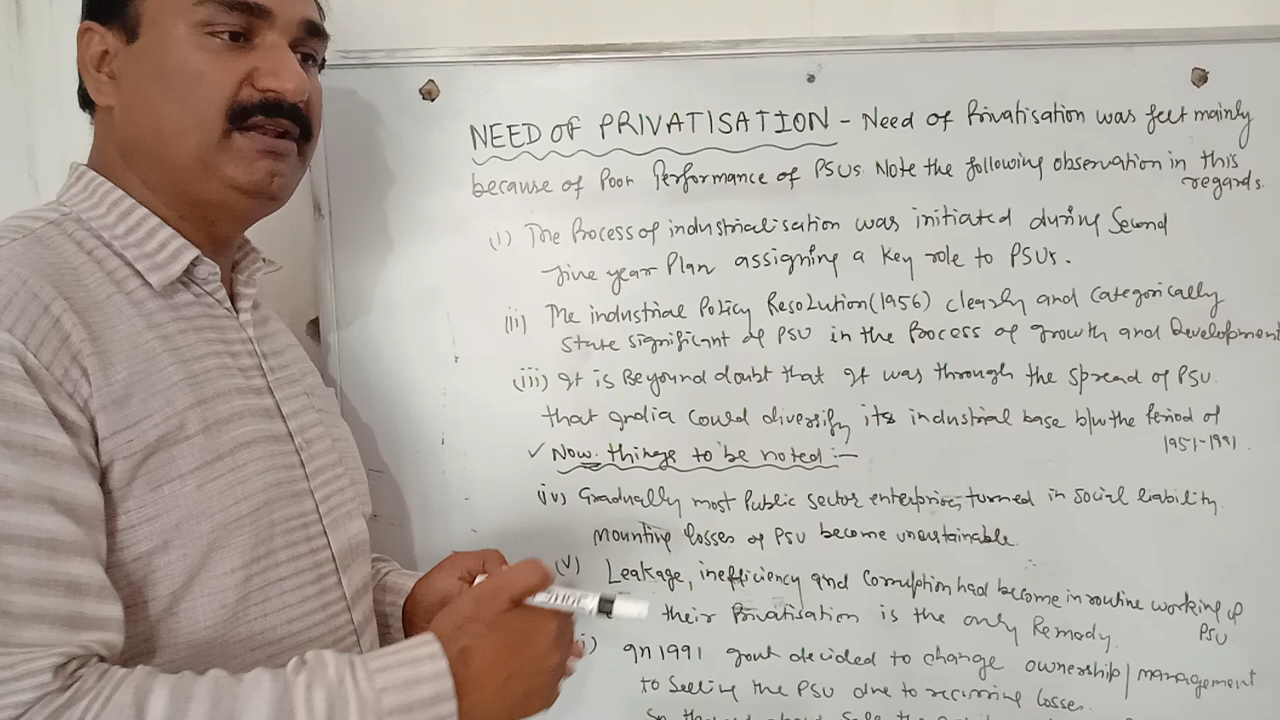 NEED OF PRIVATISATION - Need of Privatisation was feet mainly
because of Poor Performance of PSUs. Note the following observation in this
regards.
(i) The Process of industrialisation was initiated during Second
five year Plan assigning a key role to PSUs.
(ii) The industrial Policy Resolution (1956) clearly and Categorically
State significant of PSU in the Process of growth and Development
(iii) It is Beyound doubt that It was through the spread of PSU.
that India could diversify its industrial base b/w the Period of
1951-1991.
✓ Now things to be noted :-
(iv) Gradually most Public sector enterprises turned in social liability
mounting losses of PSU become unsustainable.
(v) Leakage, inefficiency and Corruption had become in routine working of
PSU
their Privatisation is the only Remady.
i) In 1991 govt decided to change ownership/management
to Selling the PSU due to recurring losses.